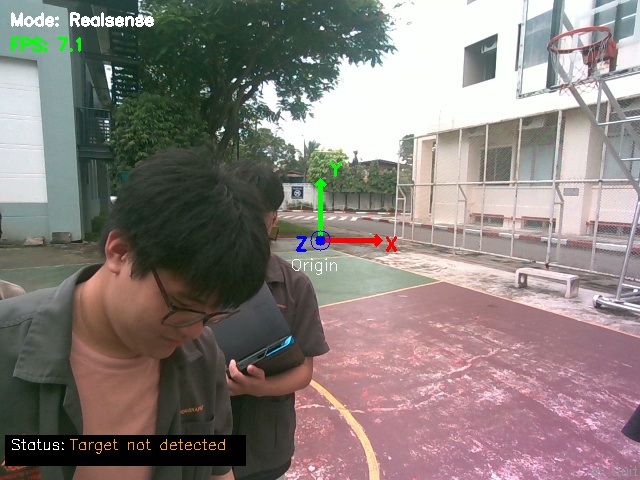 Mode: Realsense
FPS: 7.1
Y
Z
X
Origin
Status: Target not detected